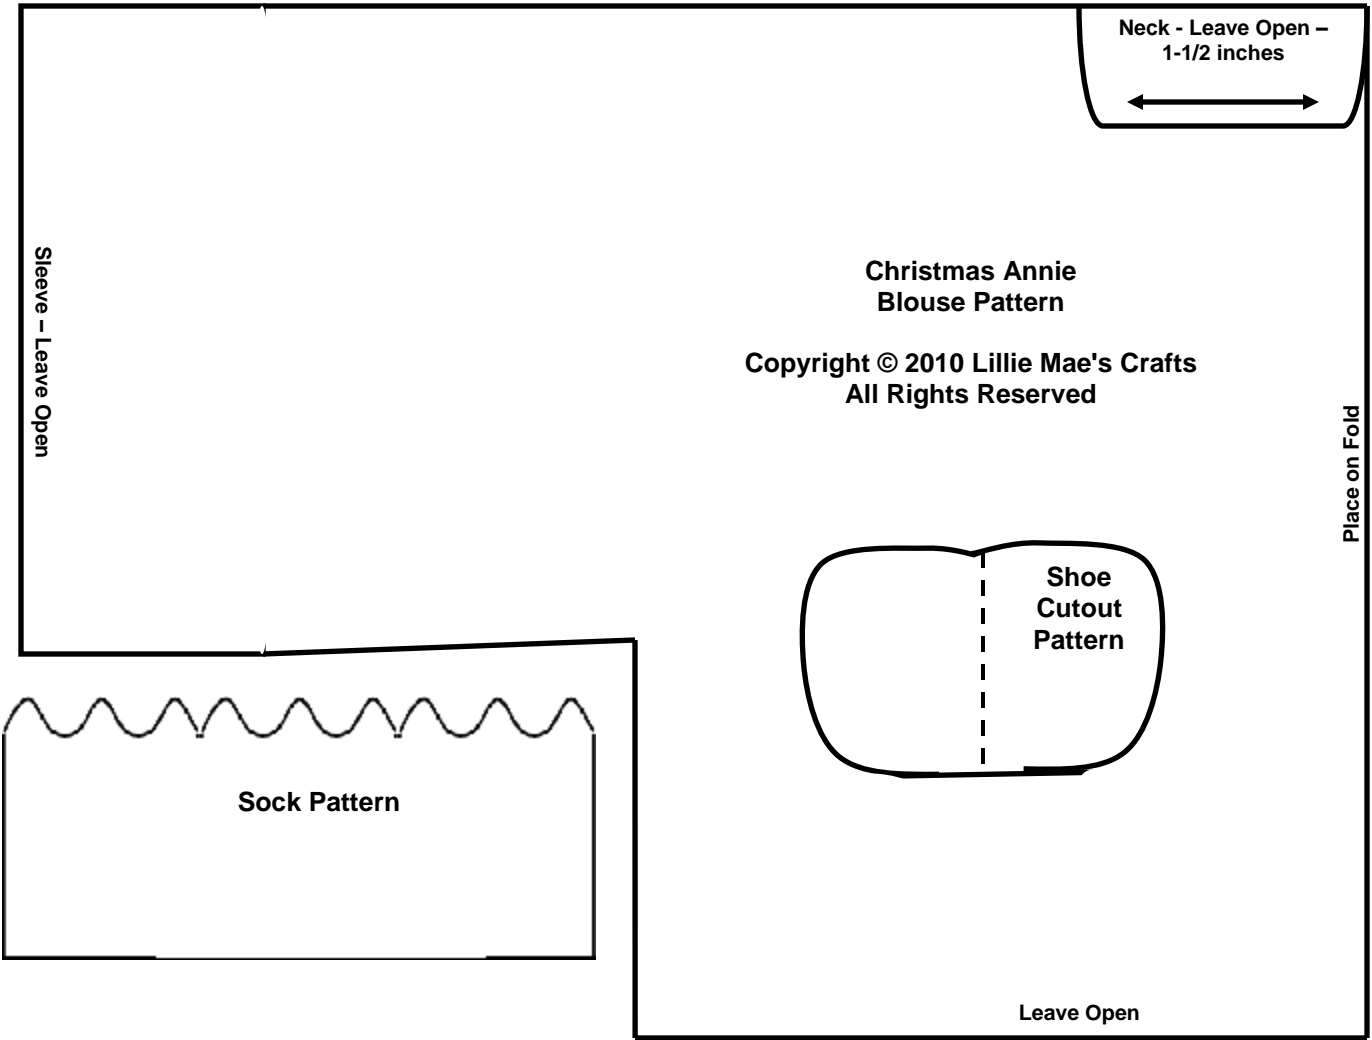 Neck - Leave Open –
1-1/2 inches
Sleeve – Leave Open
Christmas Annie
Blouse Pattern
Copyright © 2010 Lillie Mae's Crafts
All Rights Reserved
Place on Fold
Shoe
Cutout
Pattern
Sock Pattern
Leave Open